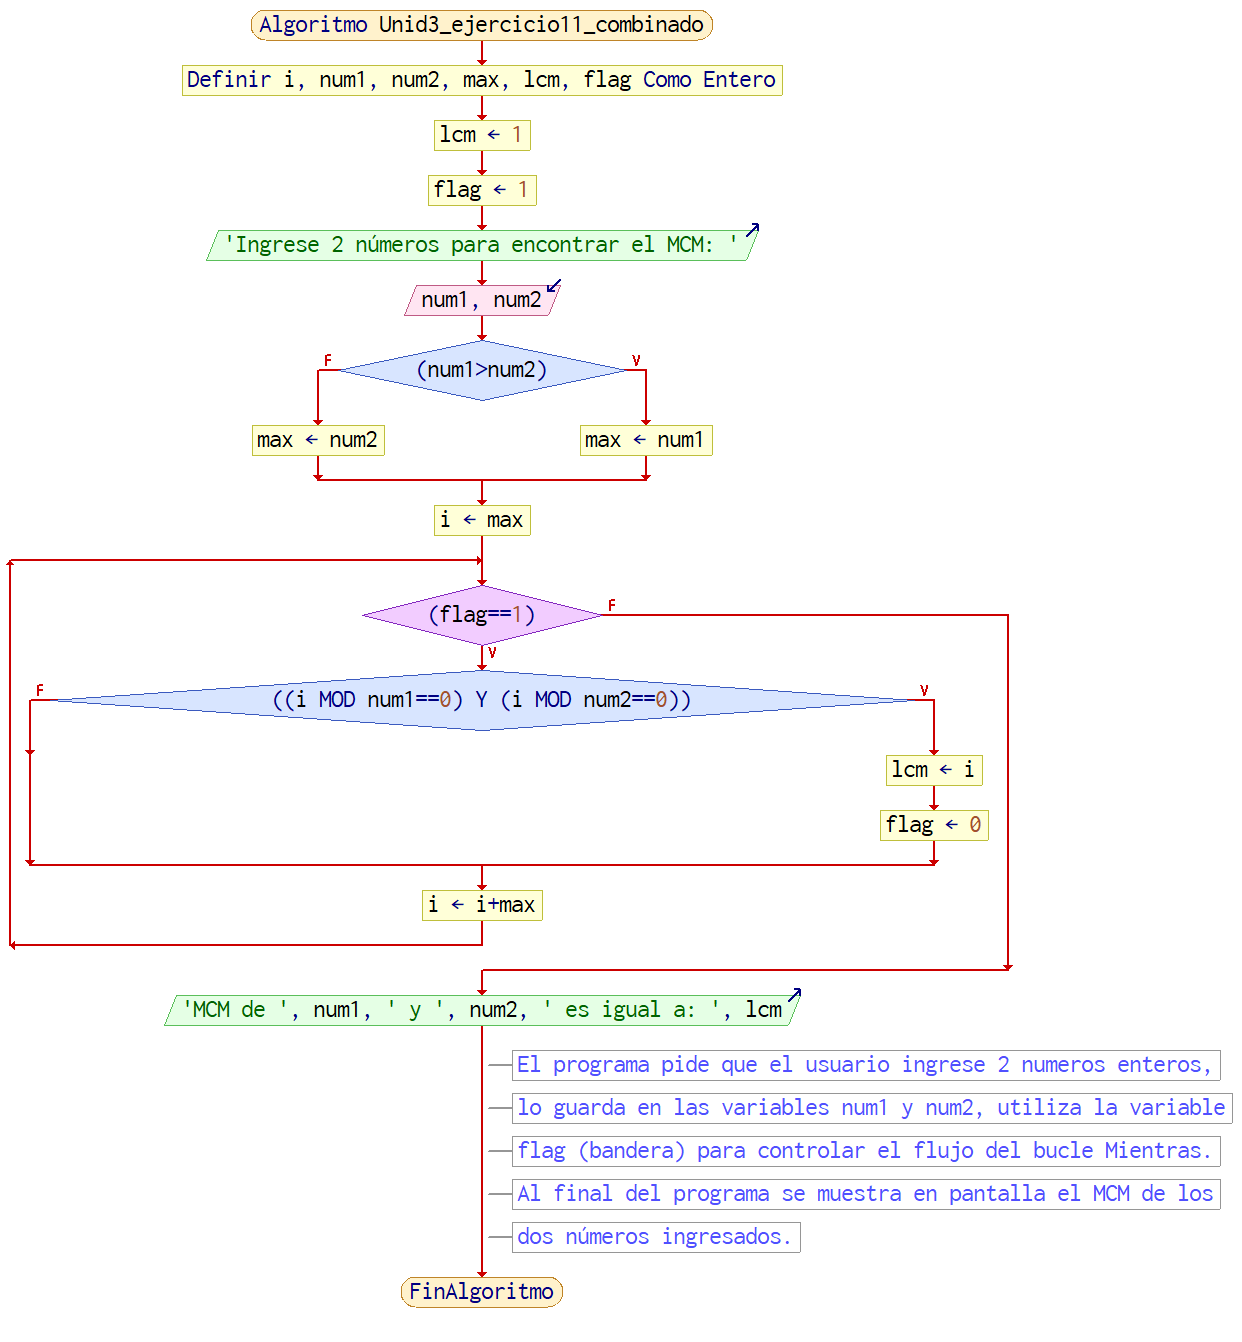 Algoritmo Unid3_ejercicio11_combinado
Definir i, num1, num2, max, lcm, flag Como Entero
lcm ← 1
flag ← 1
'Ingrese 2 números para encontrar el MCM: '
num1, num2
F
V
(num1>num2)
max ← num2
max ← num1
i ← max
(flag==1)
F
V
F
V
((i MOD num1==0) Y (i MOD num2==0))
lcm ← i
flag ← 0
i ← i+max
'MCM de ', num1, ' y ', num2, ' es igual a: ', lcm
El programa pide que el usuario ingrese 2 numeros enteros,
lo guarda en las variables num1 y num2, utiliza la variable
flag (bandera) para controlar el flujo del bucle Mientras.
Al final del programa se muestra en pantalla el MCM de los
dos números ingresados.
FinAlgoritmo